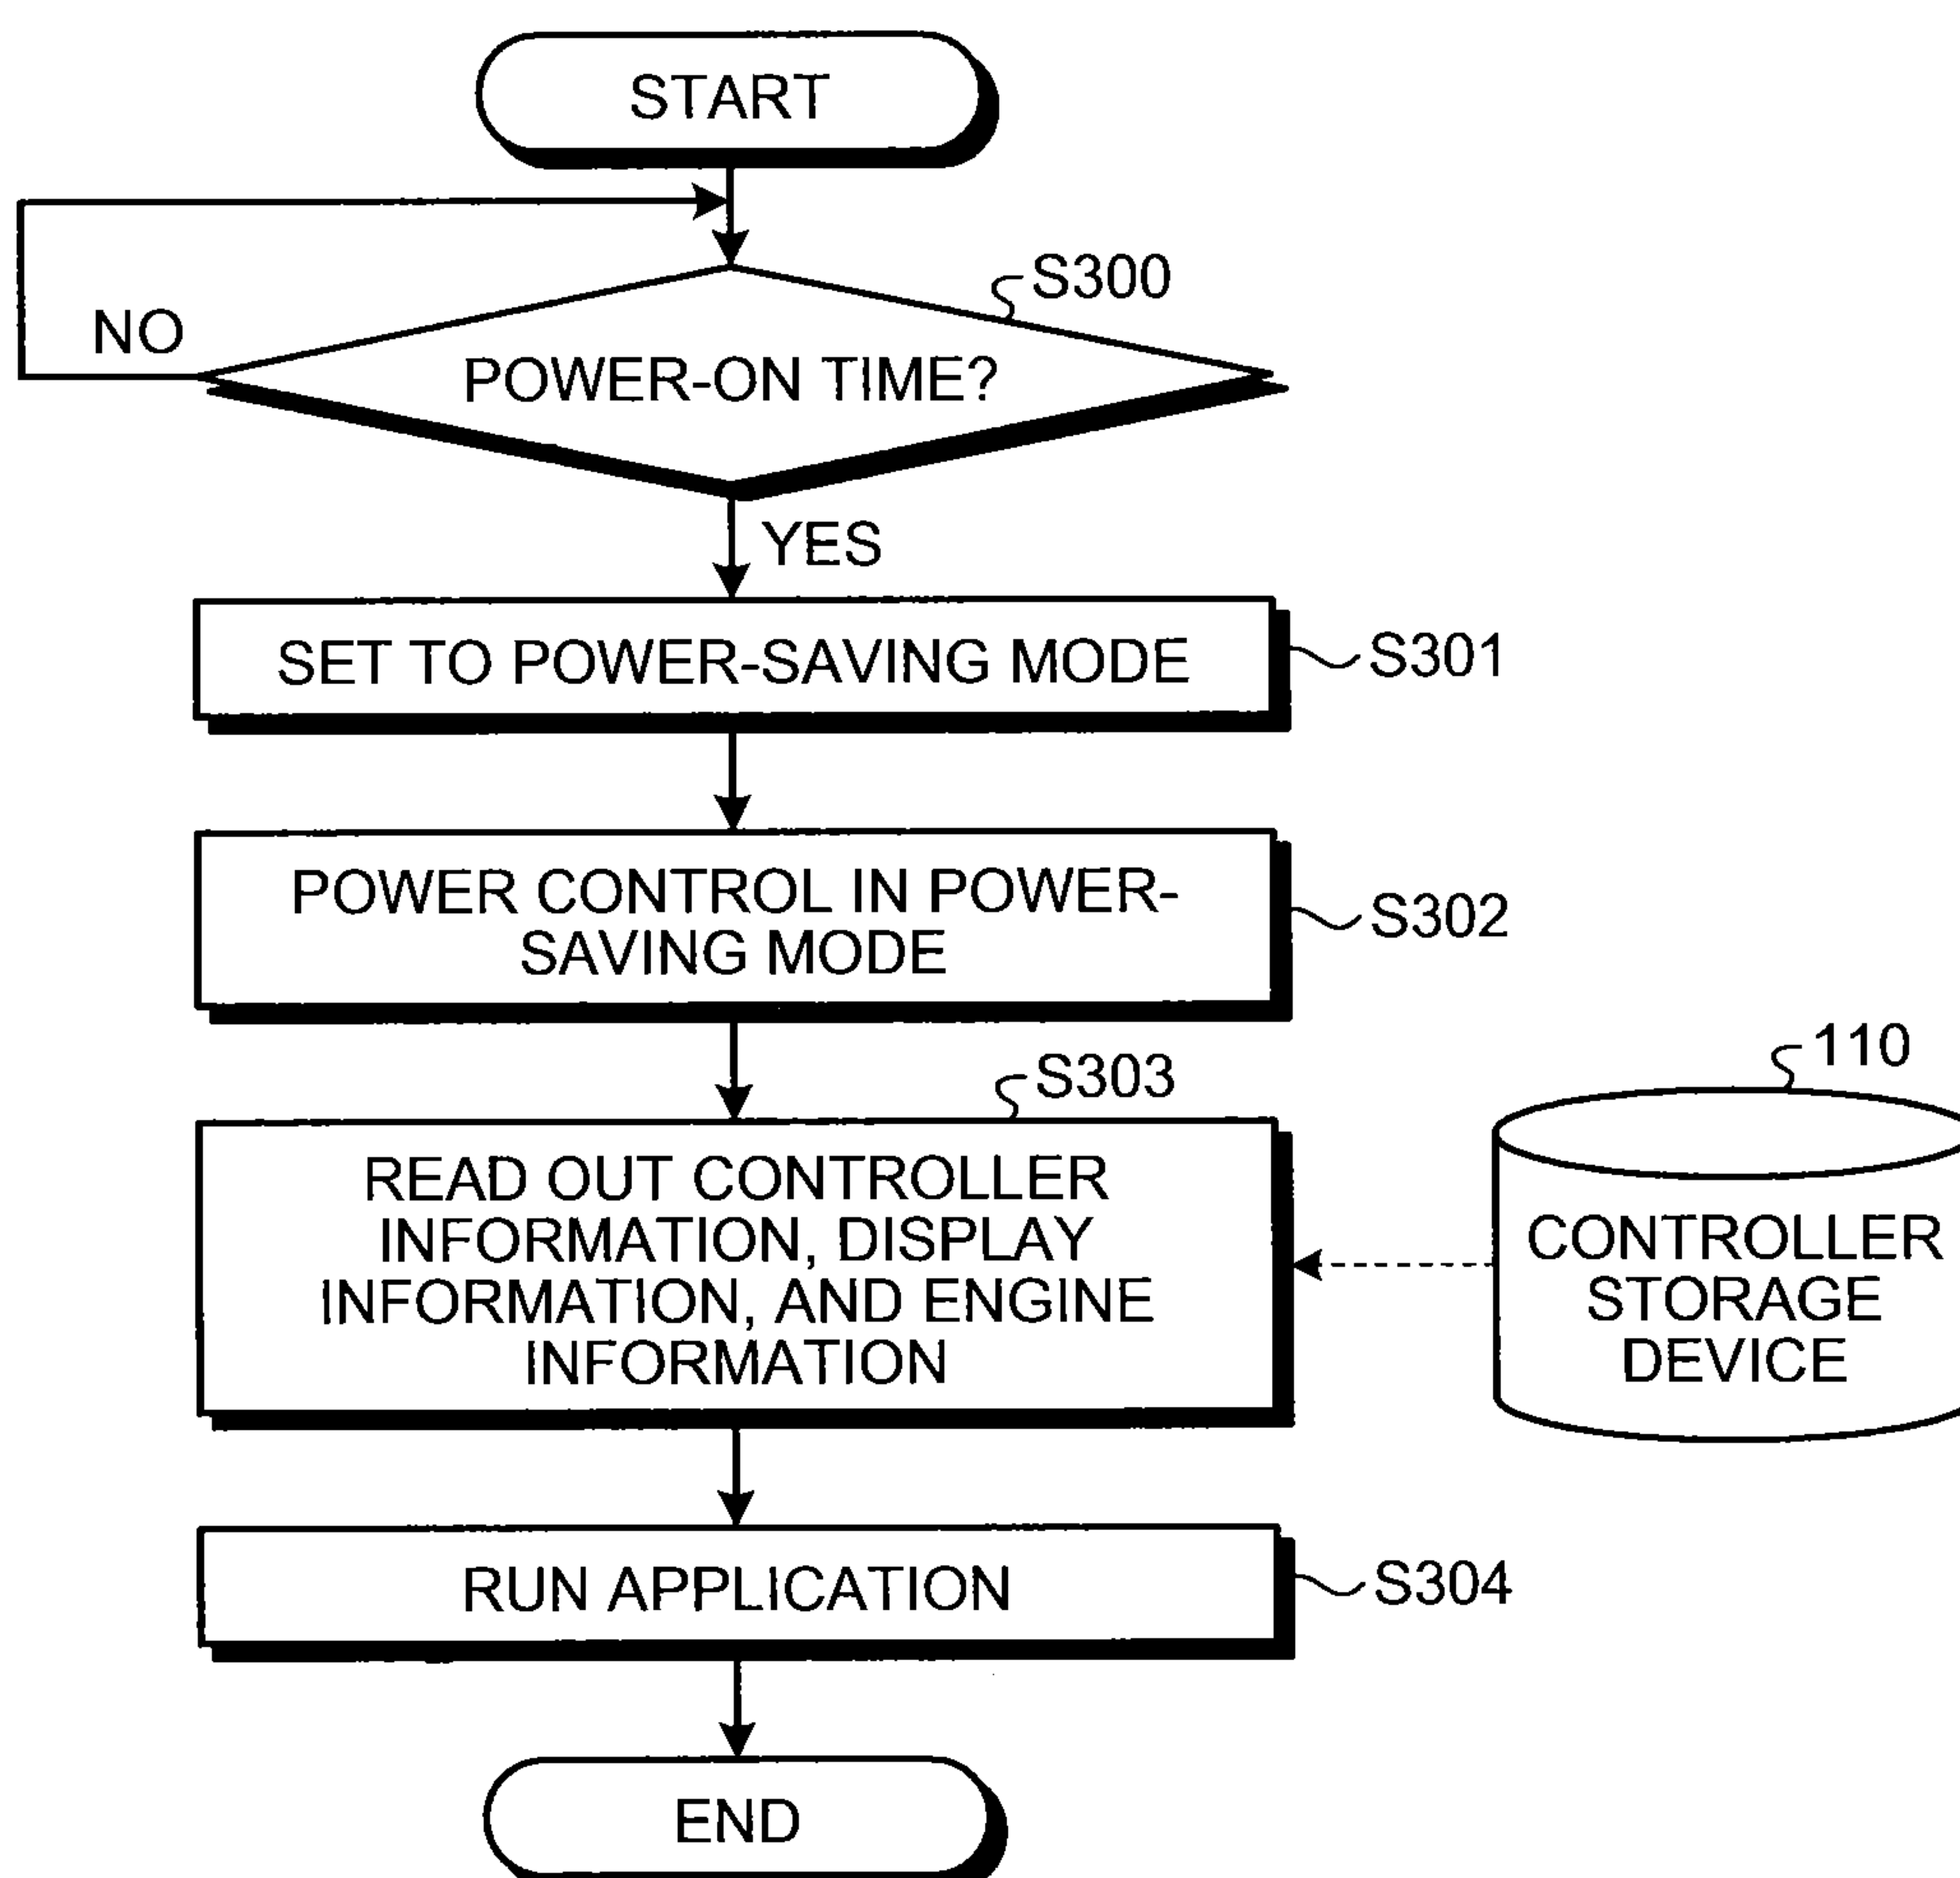 START
S300
NO
POWER-ON TIME?
YES
SET TO POWER-SAVING MODE
S301
POWER CONTROL IN POWER-
SAVING MODE
S302
S303
110
READ OUT CONTROLLER
INFORMATION, DISPLAY
INFORMATION, AND ENGINE
INFORMATION
CONTROLLER
STORAGE
DEVICE
RUN APPLICATION
S304
END